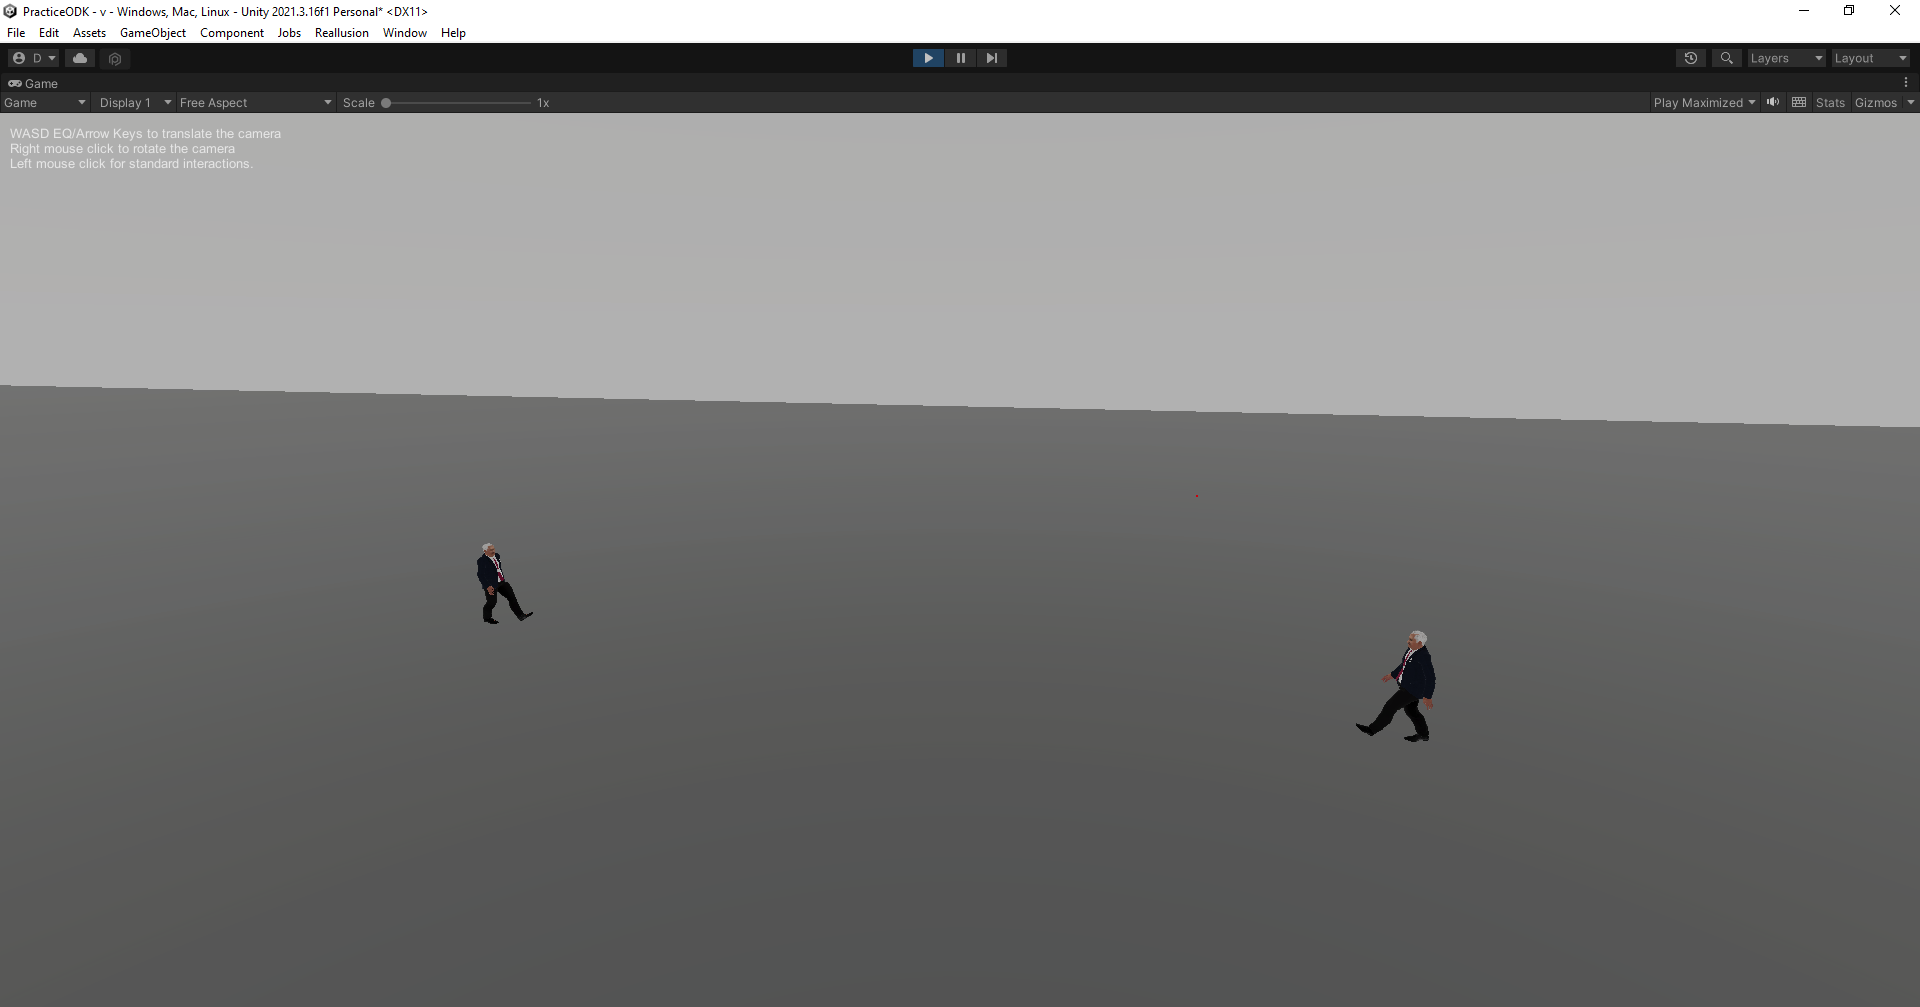 PracticeODK - v - Windows, Mac, Linux - Unity 2021.3.16f1 Personal* <DX11>
File Edit Assets GameObject Component Jobs Reallusion Window Help
D Layers Layout
Game
Game Display 1 Free Aspect Scale 1x Play Maximized Stats Gizmos
WASD EQ/Arrow Keys to translate the camera
Right mouse click to rotate the camera
Left mouse click for standard interactions.